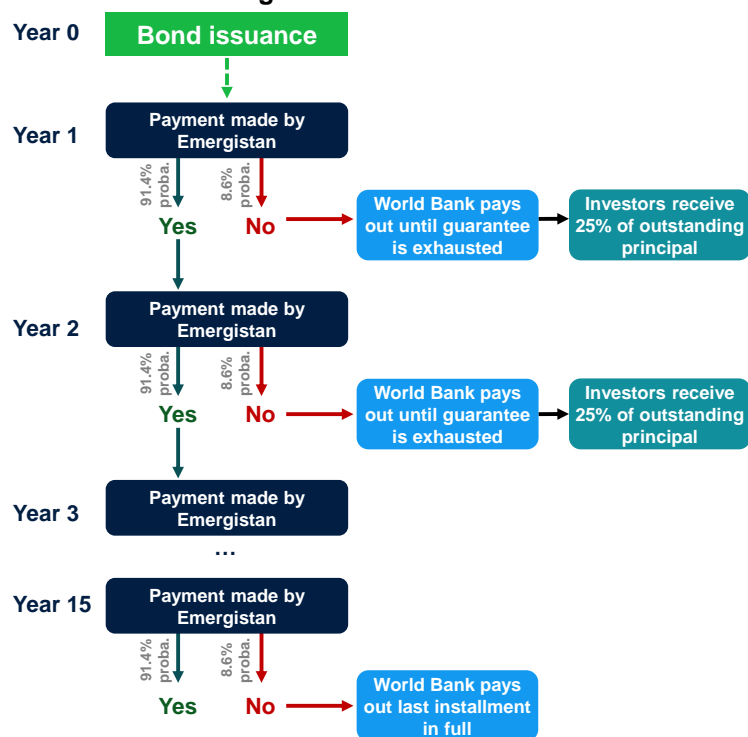 Year 0
Bond issuance
Year 1
Payment made by
Emergistan
91.4%
proba.
8.6%
proba.
Yes
No
World Bank pays
out until guarantee
is exhausted
Investors receive
25% of outstanding
principal
Year 2
Payment made by
Emergistan
91.4%
proba.
8.6%
proba.
Yes
No
World Bank pays
out until guarantee
is exhausted
Investors receive
25% of outstanding
principal
Year 3
Payment made by
Emergistan
...
Year 15
Payment made by
Emergistan
91.4%
proba.
8.6%
proba.
Yes
No
World Bank pays
out last installment
in full